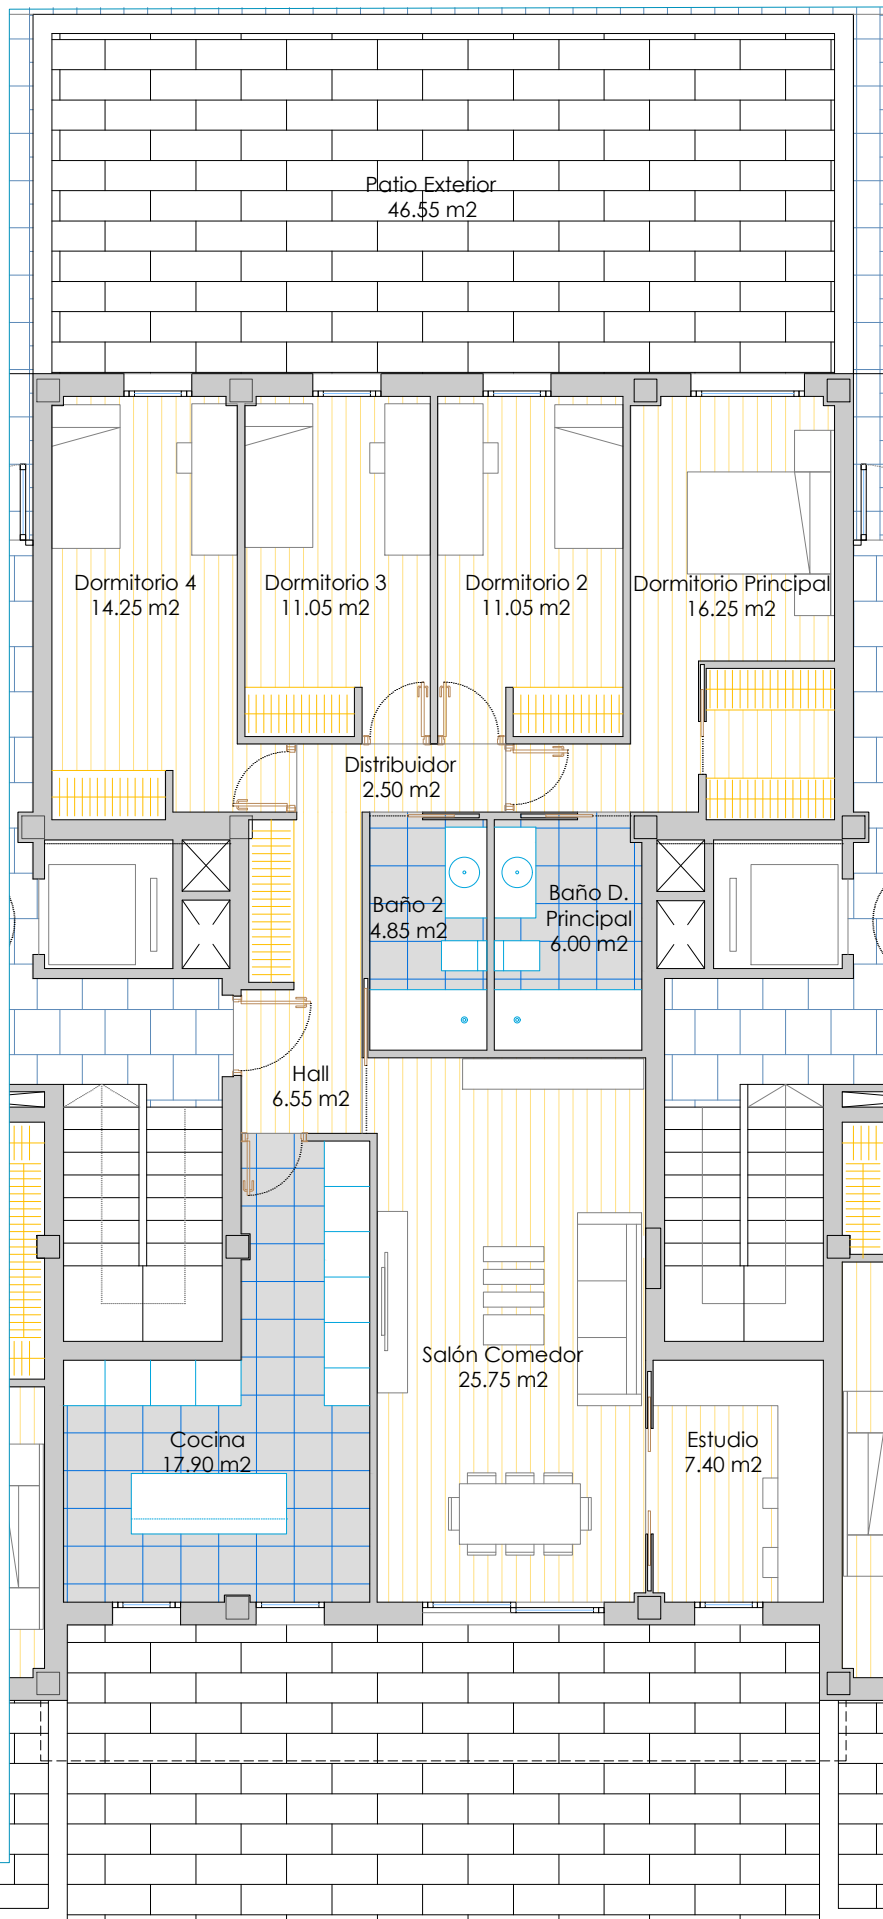 Patio Exterior
46.55 m2
Dormitorio 4
14.25 m2
Dormitorio 3
11.05 m2
Dormitorio 2
11.05 m2
Dormitorio Principal
16.25 m2
Distribuidor
2.50 m2
Baño 2
4.85 m2
Baño D.
Principal
6.00 m2
Hall
6.55 m2
Salón Comedor
25.75 m2
Cocina
17.90 m2
Estudio
7.40 m2